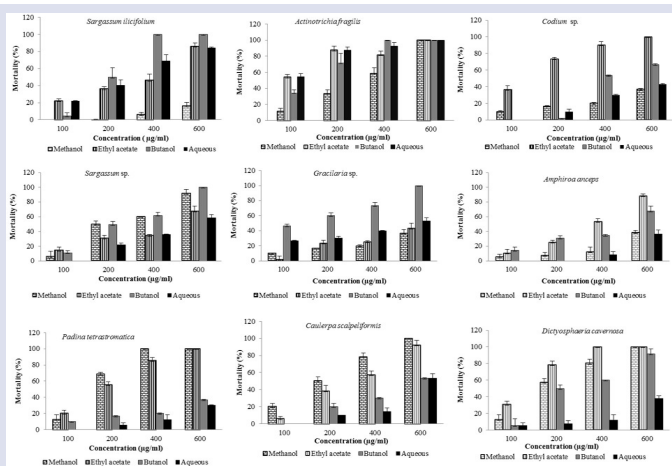 Sargassum ilicifolium
Mortality (%)
120
100
80
60
40
20
0
100 200 400 600
Concentration (µg/ml)
Methanol Ethyl acetate Butanol Aqueous
Actinotrichia fragilis
Mortality (%)
120
100
80
60
40
20
0
100 200 400 600
Concentration (µg/ml)
Methanol Ethyl acetate Butanol Aqueous
Codium sp.
Mortality (%)
120
100
80
60
40
20
0
100 200 400 600
Concentration (µg/ml)
Methanol Ethyl acetate Butanol Aqueous
Sargassum sp.
Mortality (%)
120
100
80
60
40
20
0
100 200 400 600
Concentration (µg/ml)
Methanol Ethyl acetate Butanol Aqueous
Gracilaria sp.
Mortality (%)
120
100
80
60
40
20
0
100 200 400 600
Concentration (µg/ml)
Methanol Ethyl acetate Butanol Aqueous
Amphiroa anceps
Mortality (%)
120
100
80
60
40
20
0
100 200 400 600
Concentration (µg/ml)
Methanol Ethyl acetate Butanol Aqueous
Padina tetrastromatica
Mortality (%)
120
100
80
60
40
20
0
100 200 400 600
Concentration (µg/ml)
Methanol Ethyl acetate Butanol Aqueous
Caulerpa scalpeliformis
Mortality (%)
120
100
80
60
40
20
0
100 200 400 600
Concentration (µg/ml)
Methanol Ethyl acetate Butanol Aqueous
Dictyosphaeria cavernosa
Mortality (%)
120
100
80
60
40
20
0
100 200 400 600
Concentration (µg/ml)
Methanol Ethyl acetate Butanol Aqueous